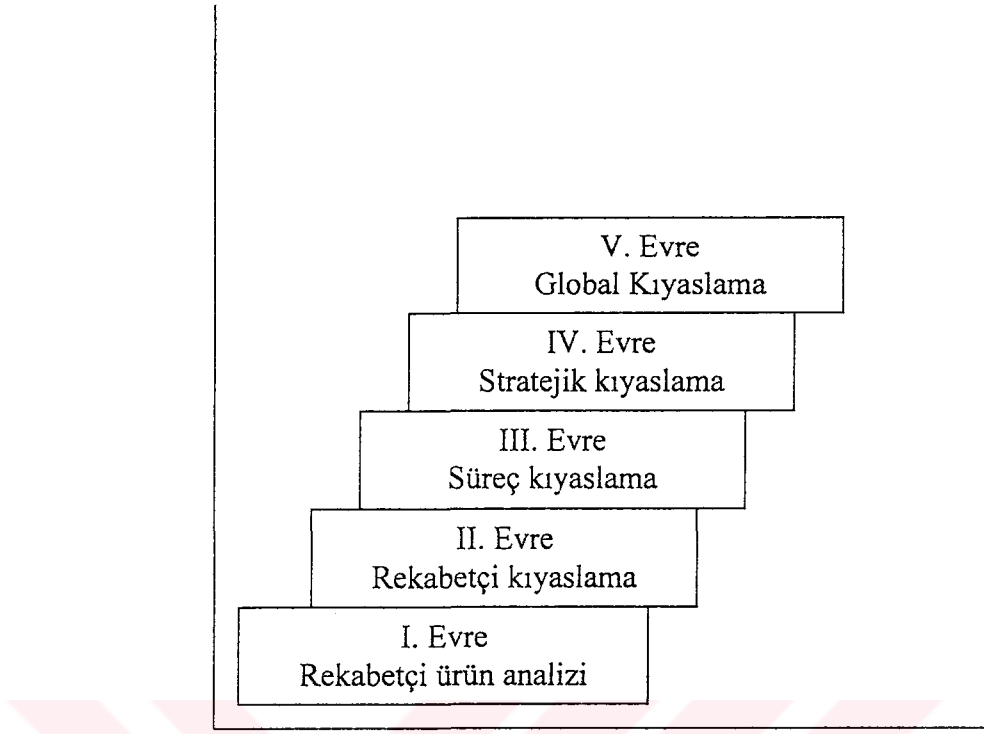 V. Evre
Global Kıyaslama
IV. Evre
Stratejik kıyaslama
III. Evre
Süreç kıyaslama
II. Evre
Rekabetçi kıyaslama
I. Evre
Rekabetçi ürün analizi